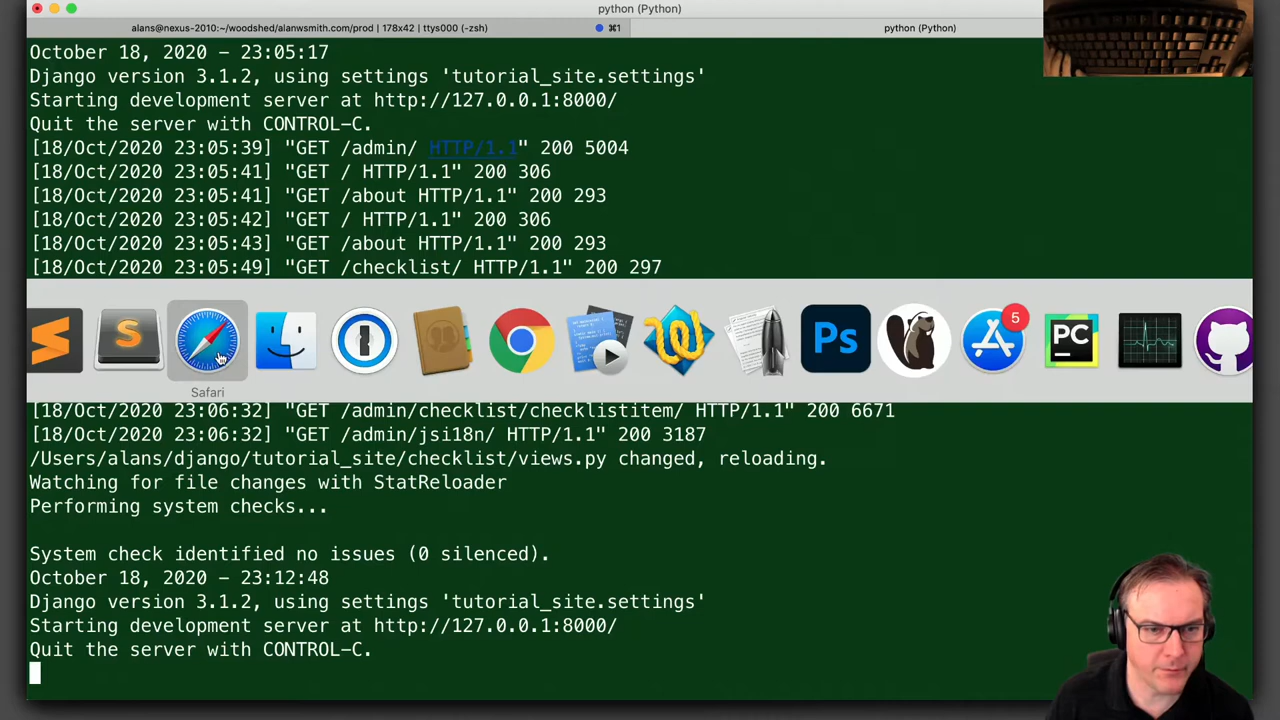 python (Python)
alans@nexus-2010:~/woodshed/alanwsmith.com/prod | 178x42 | ttys000 (-zsh)
⌘1
python (Python)
October 18, 2020 - 23:05:17
Django version 3.1.2, using settings 'tutorial_site.settings'
Starting development server at http://127.0.0.1:8000/
Quit the server with CONTROL-C.
[18/Oct/2020 23:05:39] "GET /admin/ HTTP/1.1" 200 5004
[18/Oct/2020 23:05:41] "GET / HTTP/1.1" 200 306
[18/Oct/2020 23:05:41] "GET /about HTTP/1.1" 200 293
[18/Oct/2020 23:05:42] "GET / HTTP/1.1" 200 306
[18/Oct/2020 23:05:43] "GET /about HTTP/1.1" 200 293
[18/Oct/2020 23:05:49] "GET /checklist/ HTTP/1.1" 200 297
S
Ps
5
PC
Safari
[18/Oct/2020 23:06:32] "GET /admin/checklist/checklistitem/ HTTP/1.1" 200 6671
[18/Oct/2020 23:06:32] "GET /admin/jsi18n/ HTTP/1.1" 200 3187
/Users/alans/django/tutorial_site/checklist/views.py changed, reloading.
Watching for file changes with StatReloader
Performing system checks...
System check identified no issues (0 silenced).
October 18, 2020 - 23:12:48
Django version 3.1.2, using settings 'tutorial_site.settings'
Starting development server at http://127.0.0.1:8000/
Quit the server with CONTROL-C.